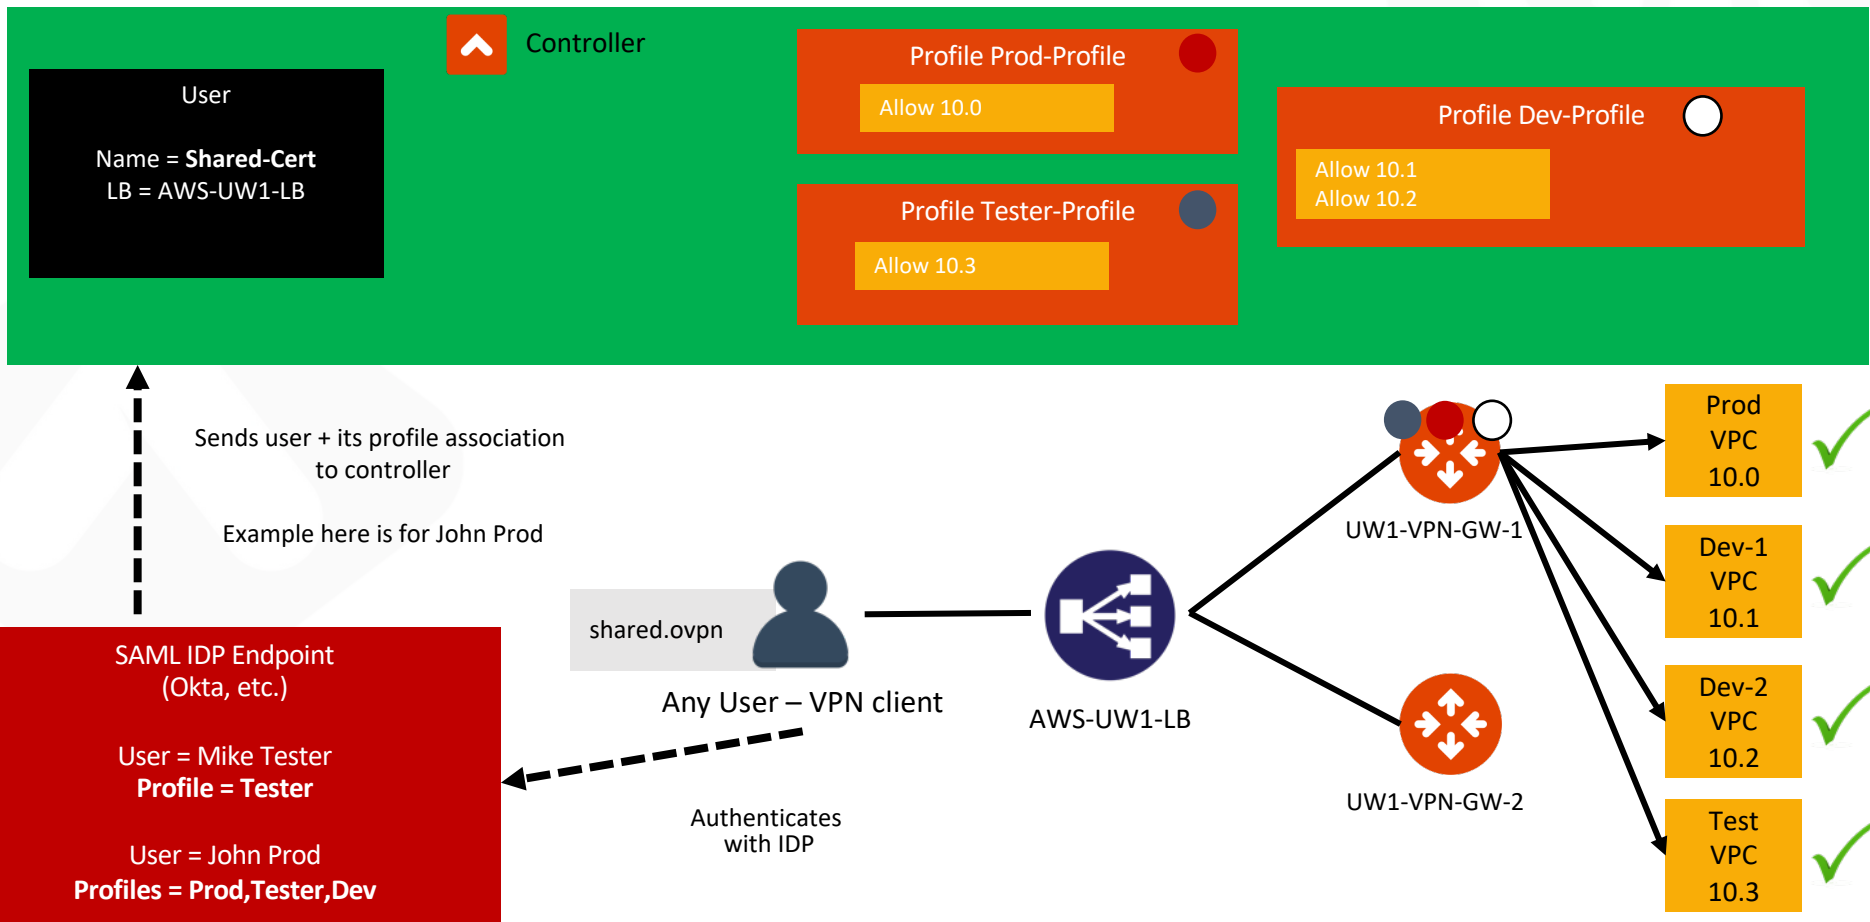 Controller
User
Name = Shared-Cert
LB = AWS-UW1-LB
Profile Prod-Profile
Allow 10.0
Profile Tester-Profile
Allow 10.3
Profile Dev-Profile
Allow 10.1
Allow 10.2
Sends user + its profile association
to controller
Example here is for John Prod
SAML IDP Endpoint
(Okta, etc.)
User = Mike Tester
Profile = Tester
User = John Prod
Profiles = Prod,Tester,Dev
shared.ovpn
Any User – VPN client
Authenticates
with IDP
AWS-UW1-LB
UW1-VPN-GW-1
UW1-VPN-GW-2
Prod
VPC
10.0
Dev-1
VPC
10.1
Dev-2
VPC
10.2
Test
VPC
10.3